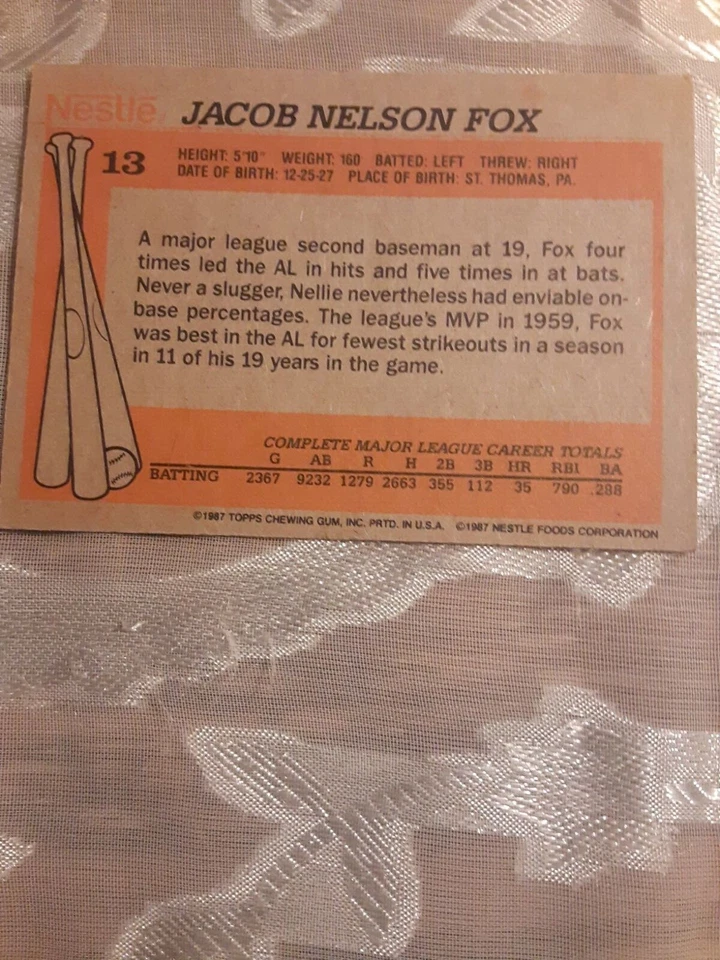 Nestlé JACOB NELSON FOX
13 HEIGHT: 5'10" WEIGHT: 160 BATTED: LEFT THREW: RIGHT
DATE OF BIRTH: 12-25-27 PLACE OF BIRTH: ST. THOMAS, PA.
A major league second baseman at 19, Fox four
times led the AL in hits and five times in at bats.
Never a slugger, Nellie nevertheless had enviable on-
base percentages. The league's MVP in 1959, Fox
was best in the AL for fewest strikeouts in a season
in 11 of his 19 years in the game.
COMPLETE MAJOR LEAGUE CAREER TOTALS
G AB R H 2B 3B HR RBI BA
BATTING 2367 9232 1279 2663 355 112 35 790 .288
©1987 TOPPS CHEWING GUM, INC. PRTD. IN U.S.A. ©1987 NESTLE FOODS CORPORATION